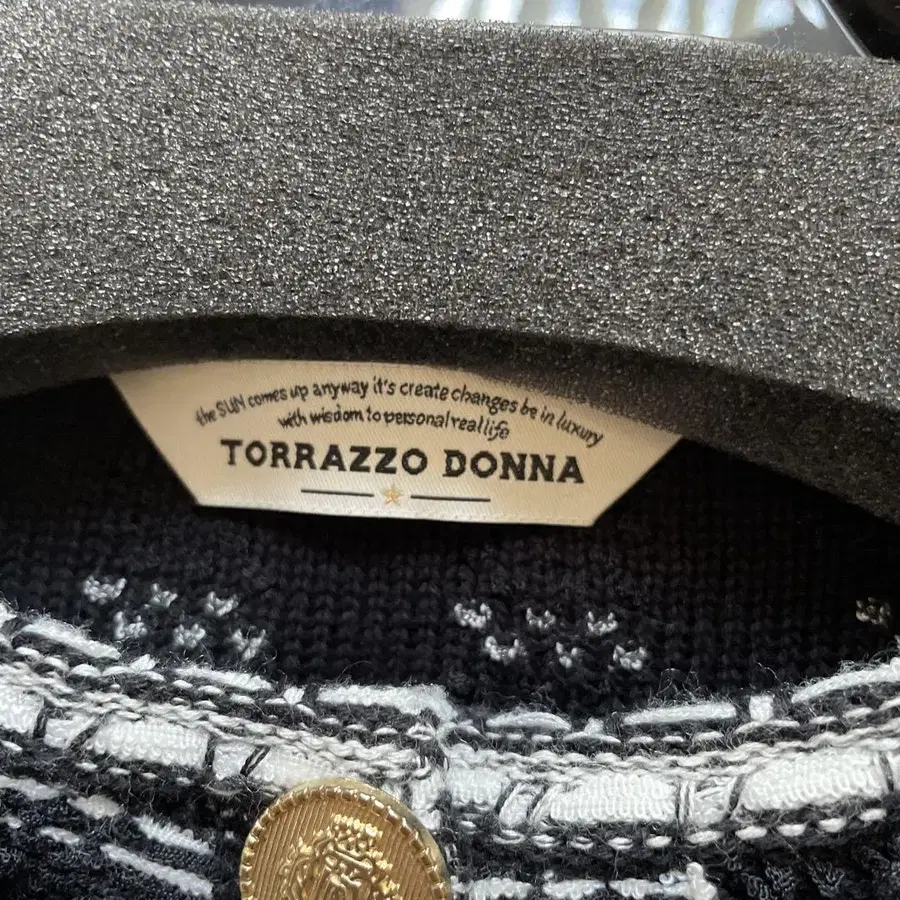 the SUN comes up anyway it's create changes be in luxury
with wisdom to personal real life
TORRAZZO DONNA